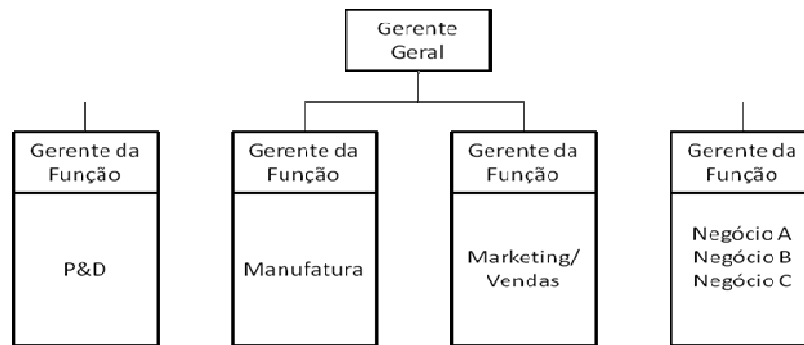 Gerente
Geral
Gerente da
Função
Gerente da
Função
Gerente da
Função
Gerente da
Função
P&D
Manufatura
Marketing/
Vendas
Negócio A
Negócio B
Negócio C